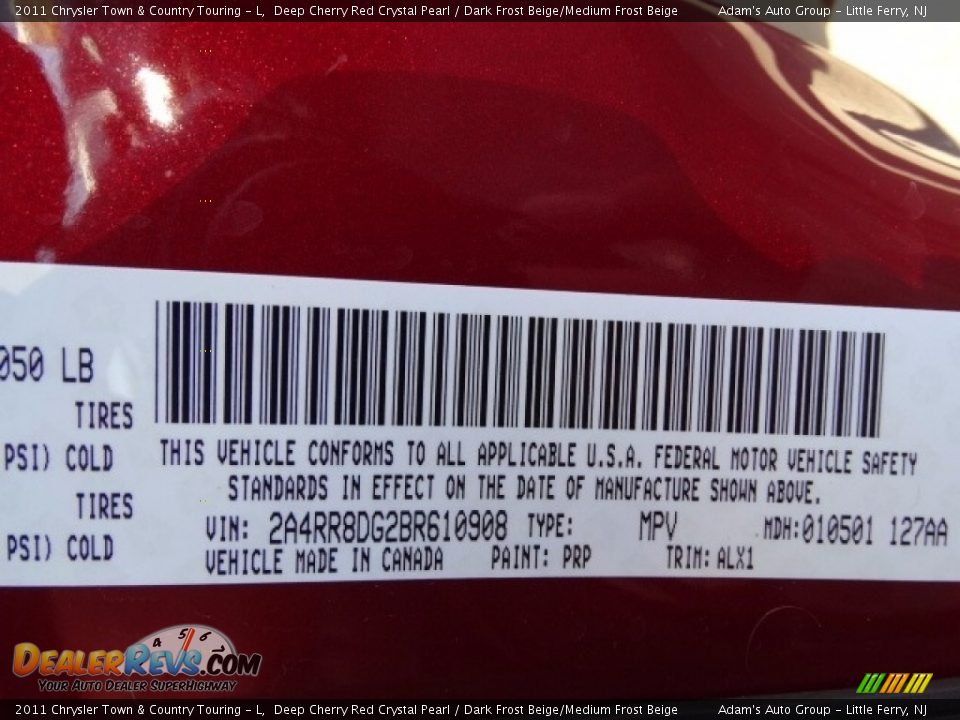 2011 Chrysler Town & Country Touring - L, Deep Cherry Red Crystal Pearl / Dark Frost Beige/Medium Frost Beige Adam's Auto Group - Little Ferry, NJ
050 LB
TIRES
PSI) COLD
TIRES
PSI) COLD
THIS VEHICLE CONFORMS TO ALL APPLICABLE U.S.A. FEDERAL MOTOR VEHICLE SAFETY
STANDARDS IN EFFECT ON THE DATE OF MANUFACTURE SHOWN ABOVE.
VIN: 2A4RR8DG2BR610908 TYPE: MPV MDH:010501 127AA
VEHICLE MADE IN CANADA PAINT: PRP TRIM: ALX1
4 5 6
DEALERREVS.COM
YOUR AUTO DEALER SUPERHIGHWAY
2011 Chrysler Town & Country Touring - L, Deep Cherry Red Crystal Pearl / Dark Frost Beige/Medium Frost Beige Adam's Auto Group - Little Ferry, NJ